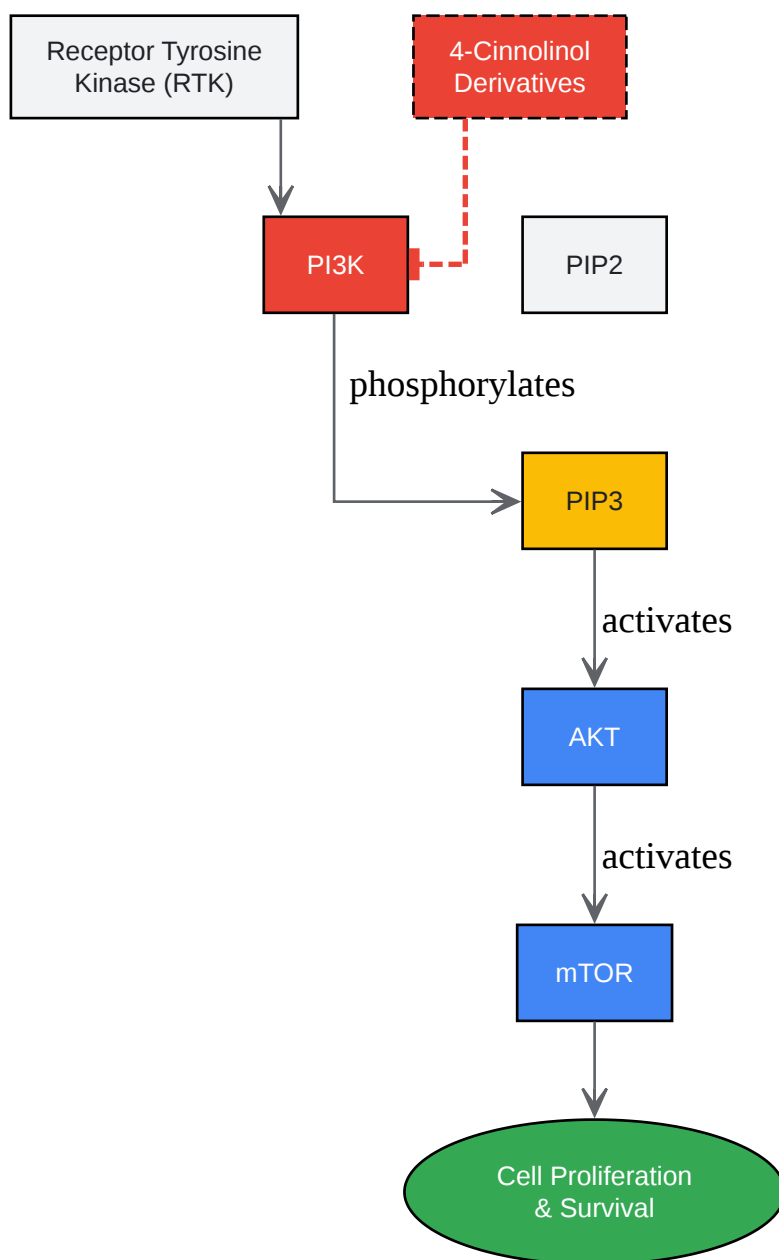 Receptor Tyrosine
Kinase (RTK)
4-Cinnolinol
Derivatives
PI3K
PIP2
phosphorylates
PIP3
activates
AKT
activates
mTOR
Cell Proliferation
& Survival